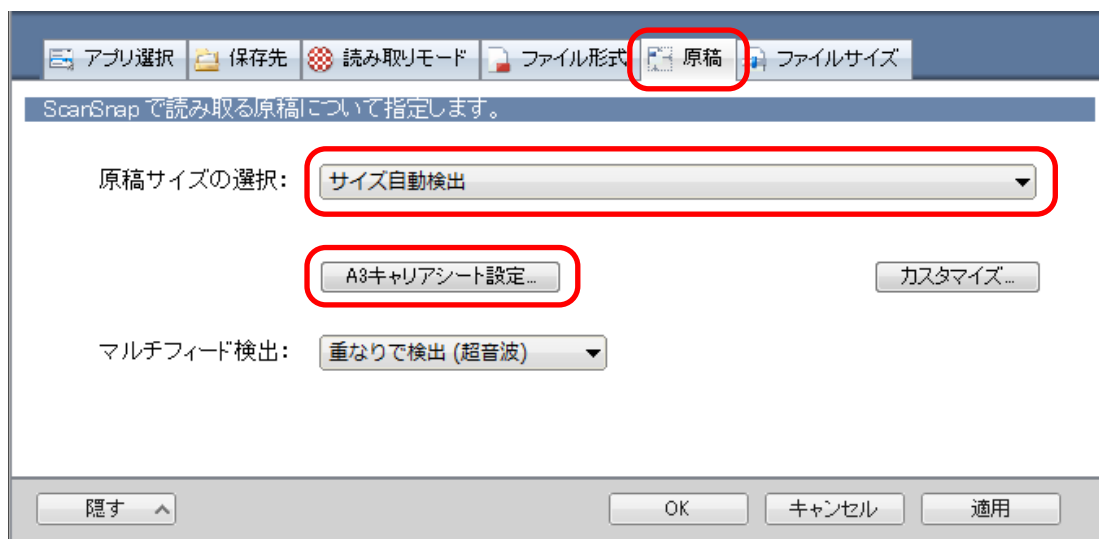 アプリ選択 保存先 読み取りモード ファイル形式 原稿 ファイルサイズ
ScanSnap で読み取る原稿について指定します。
原稿サイズの選択: サイズ自動検出
A3キャリアシート設定... カスタマイズ...
マルチフィード検出: 重なりで検出 (超音波)
隠す OK キャンセル 適用